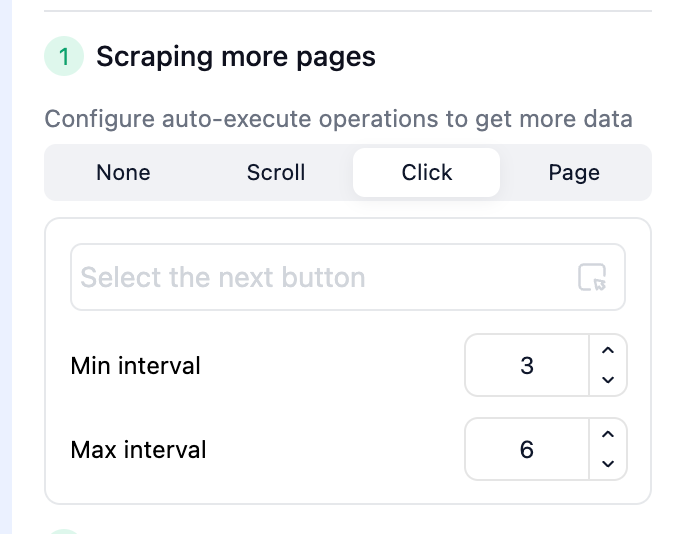 1 Scraping more pages
Configure auto-execute operations to get more data
None Scroll Click Page
Select the next button
Min interval 3
Max interval 6